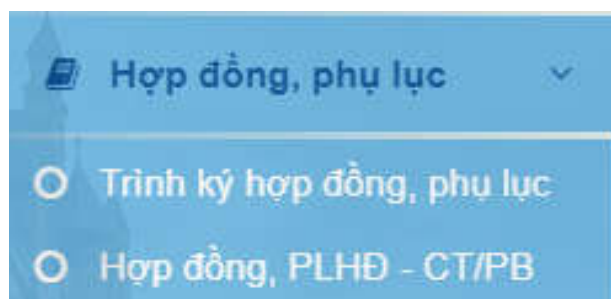 Hợp đồng, phụ lục
Trình ký hợp đồng, phụ lục
Hợp đồng, PLHĐ - CT/PB